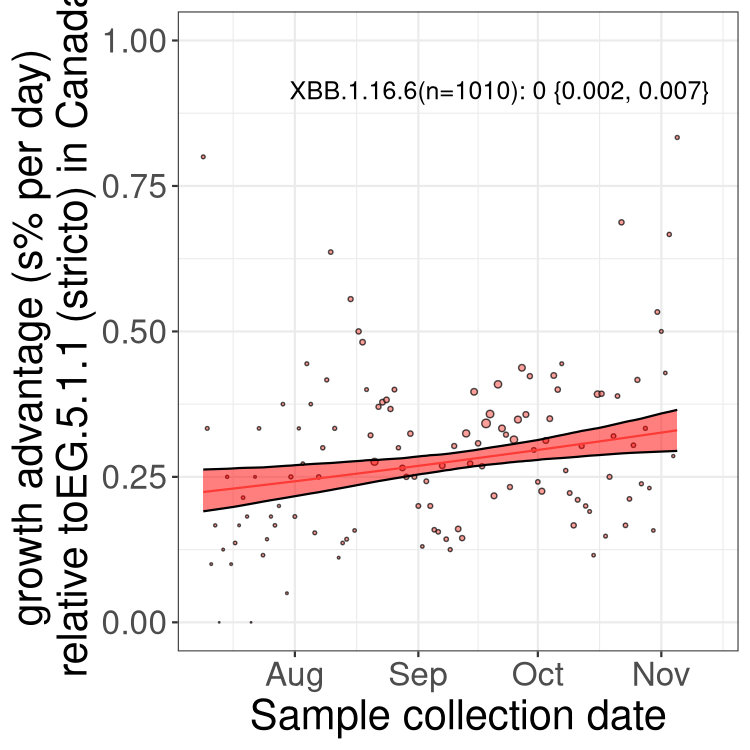 growth advantage (s% per day)
relative toEG.5.1.1 (stricto) in Canada
1.00
0.75
0.50
0.25
0.00
XBB.1.16.6(n=1010): 0 {0.002, 0.007}
Aug Sep Oct Nov
Sample collection date